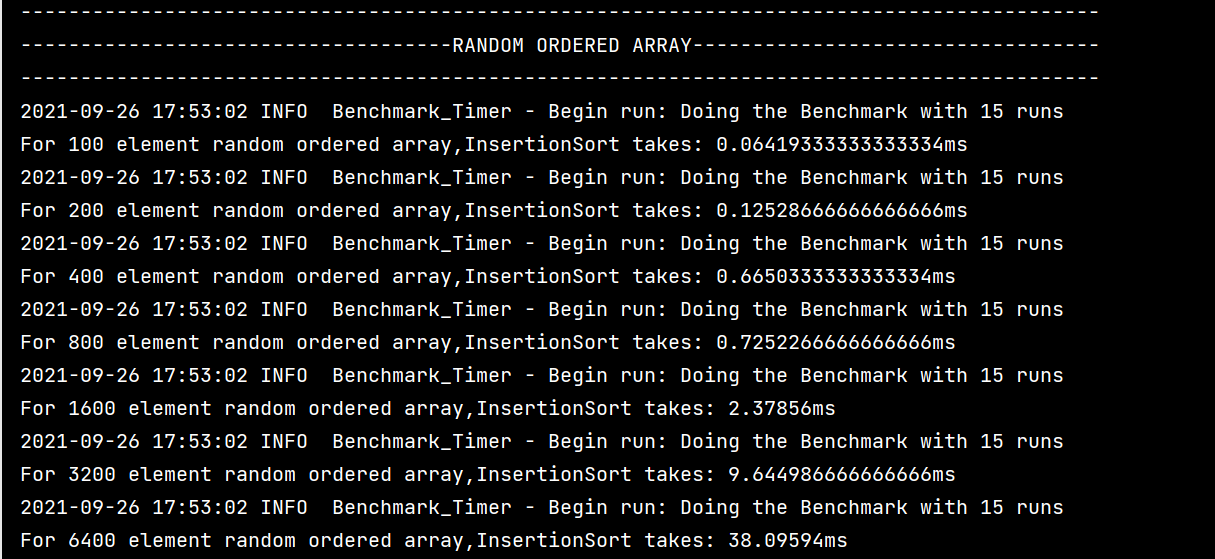 ------------------------------------------------------------------------------------------
------------------------------------RANDOM ORDERED ARRAY----------------------------------
------------------------------------------------------------------------------------------
2021-09-26 17:53:02 INFO  Benchmark_Timer - Begin run: Doing the Benchmark with 15 runs
For 100 element random ordered array,InsertionSort takes: 0.06419333333333334ms
2021-09-26 17:53:02 INFO  Benchmark_Timer - Begin run: Doing the Benchmark with 15 runs
For 200 element random ordered array,InsertionSort takes: 0.12528666666666666ms
2021-09-26 17:53:02 INFO  Benchmark_Timer - Begin run: Doing the Benchmark with 15 runs
For 400 element random ordered array,InsertionSort takes: 0.6650333333333334ms
2021-09-26 17:53:02 INFO  Benchmark_Timer - Begin run: Doing the Benchmark with 15 runs
For 800 element random ordered array,InsertionSort takes: 0.7252266666666666ms
2021-09-26 17:53:02 INFO  Benchmark_Timer - Begin run: Doing the Benchmark with 15 runs
For 1600 element random ordered array,InsertionSort takes: 2.37856ms
2021-09-26 17:53:02 INFO  Benchmark_Timer - Begin run: Doing the Benchmark with 15 runs
For 3200 element random ordered array,InsertionSort takes: 9.644986666666666ms
2021-09-26 17:53:02 INFO  Benchmark_Timer - Begin run: Doing the Benchmark with 15 runs
For 6400 element random ordered array,InsertionSort takes: 38.09594ms